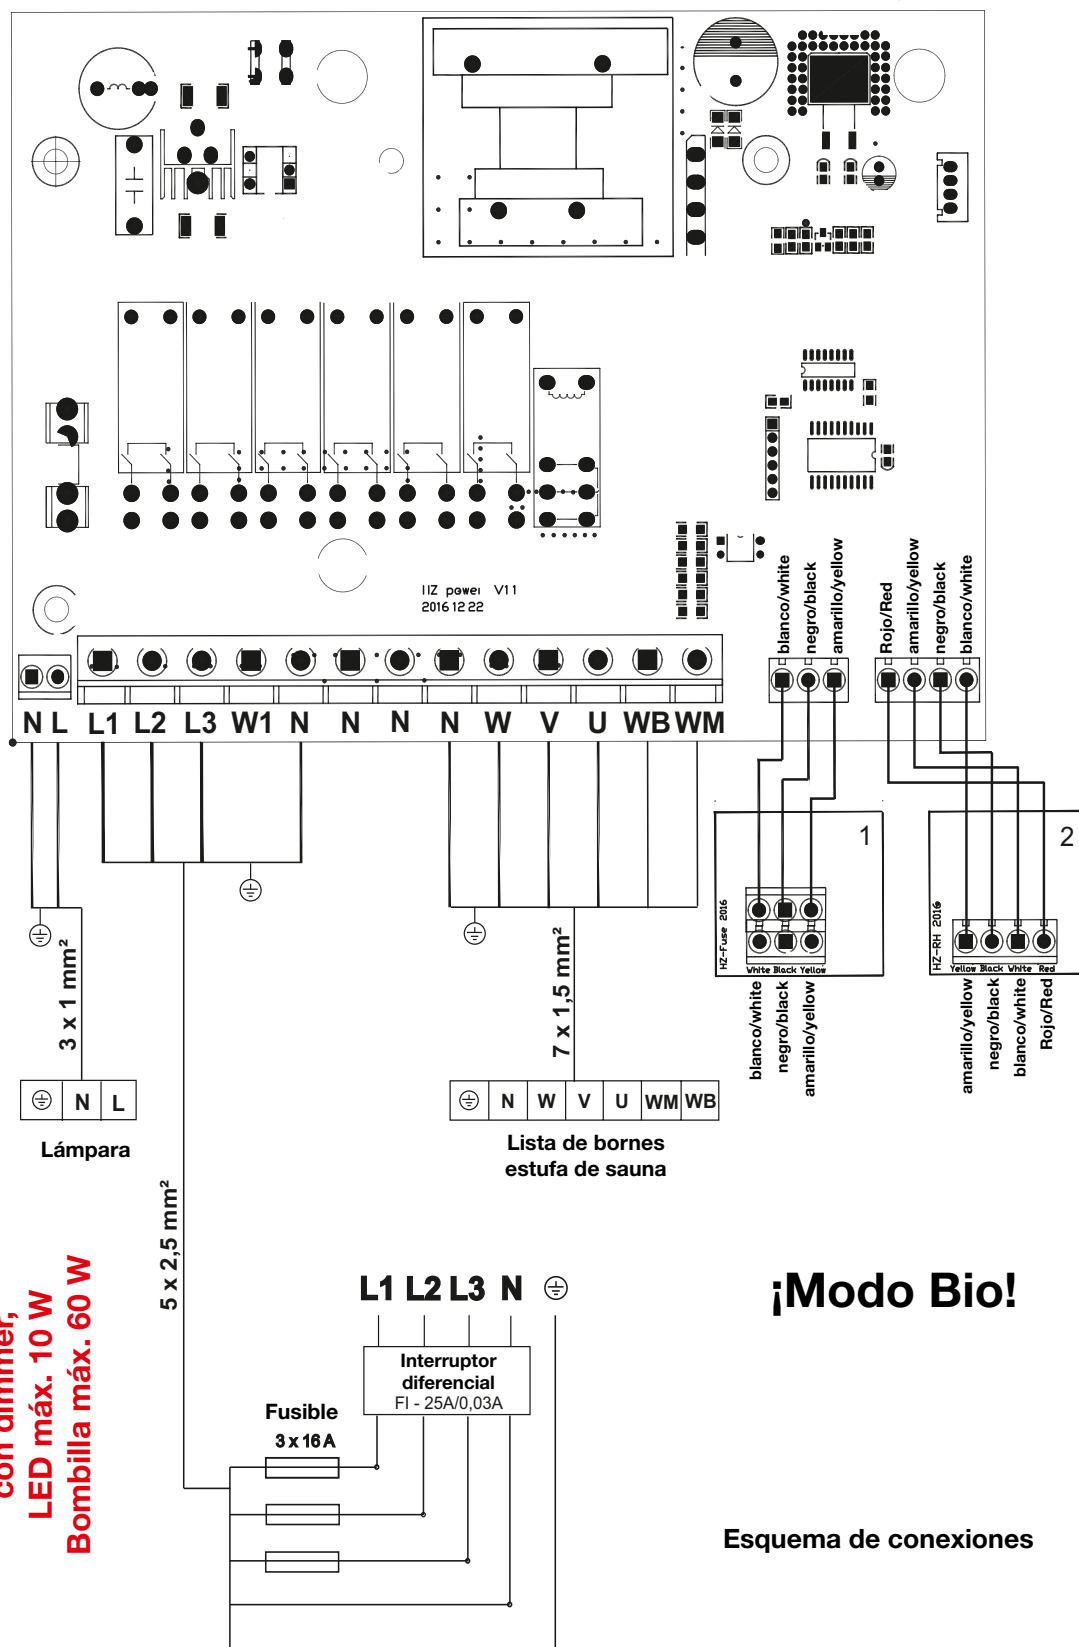 HZ power V11
2016 12 22
blanco/white
negro/black
amarillo/yellow
Rojo/Red
amarillo/yellow
negro/black
blanco/white
N L L1 L2 L3 W1 N N N N W V U WB WM
1
HZ-Fuse 2016
White Black Yellow
blanco/white
negro/black
amarillo/yellow
2
HZ-RH 2016
Yellow Black White Red
amarillo/yellow
negro/black
blanco/white
Rojo/Red
3 x 1 mm²
7 x 1,5 mm²
N L
Lámpara
N W V U WM WB
Lista de bornes
estufa de sauna
5 x 2,5 mm²
con dimmer,
LED máx. 10 W
Bombilla máx. 60 W
L1 L2 L3 N
Interruptor
diferencial
FI - 25A/0,03A
Fusible
3 x 16 A
¡Modo Bio!
Esquema de conexiones